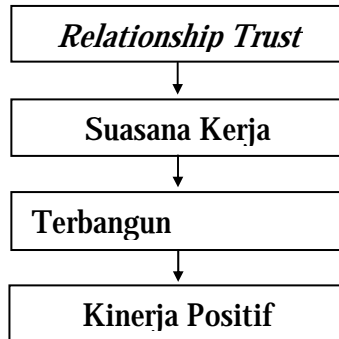 Relationship Trust
Suasana Kerja
Terbangun
Kinerja Positif